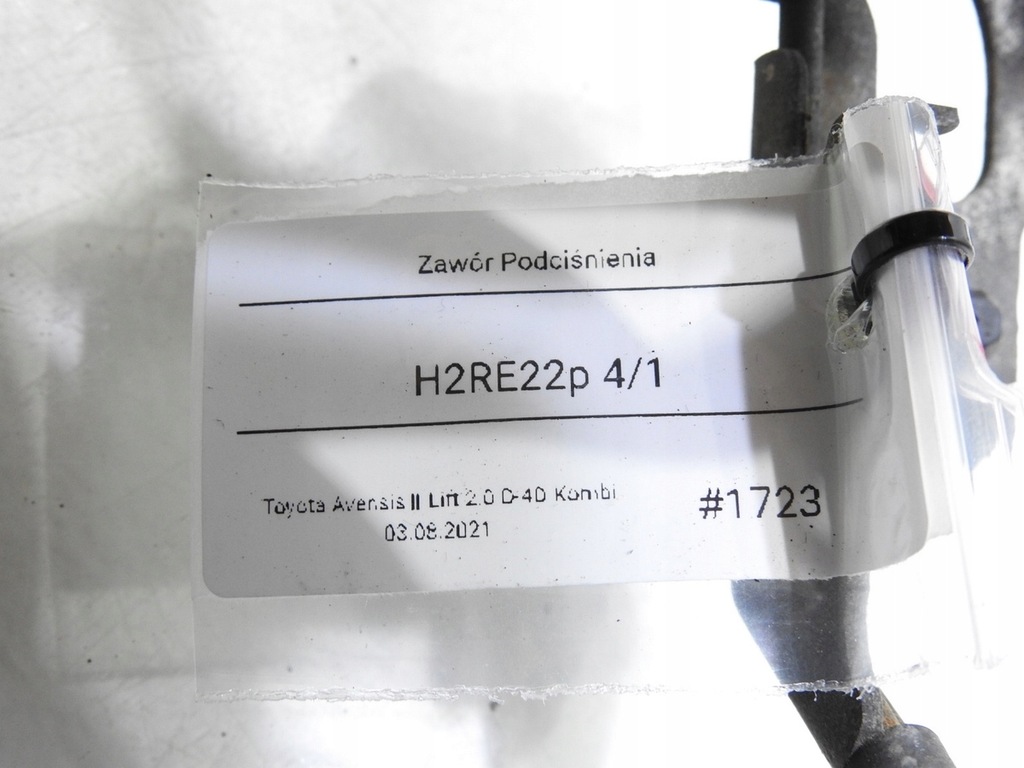 Zawór Podciśnienia
H2RE22p 4/1
Toyota Avensis II Lift 2.0 D-4D Kombi
03.08.2021
#1723